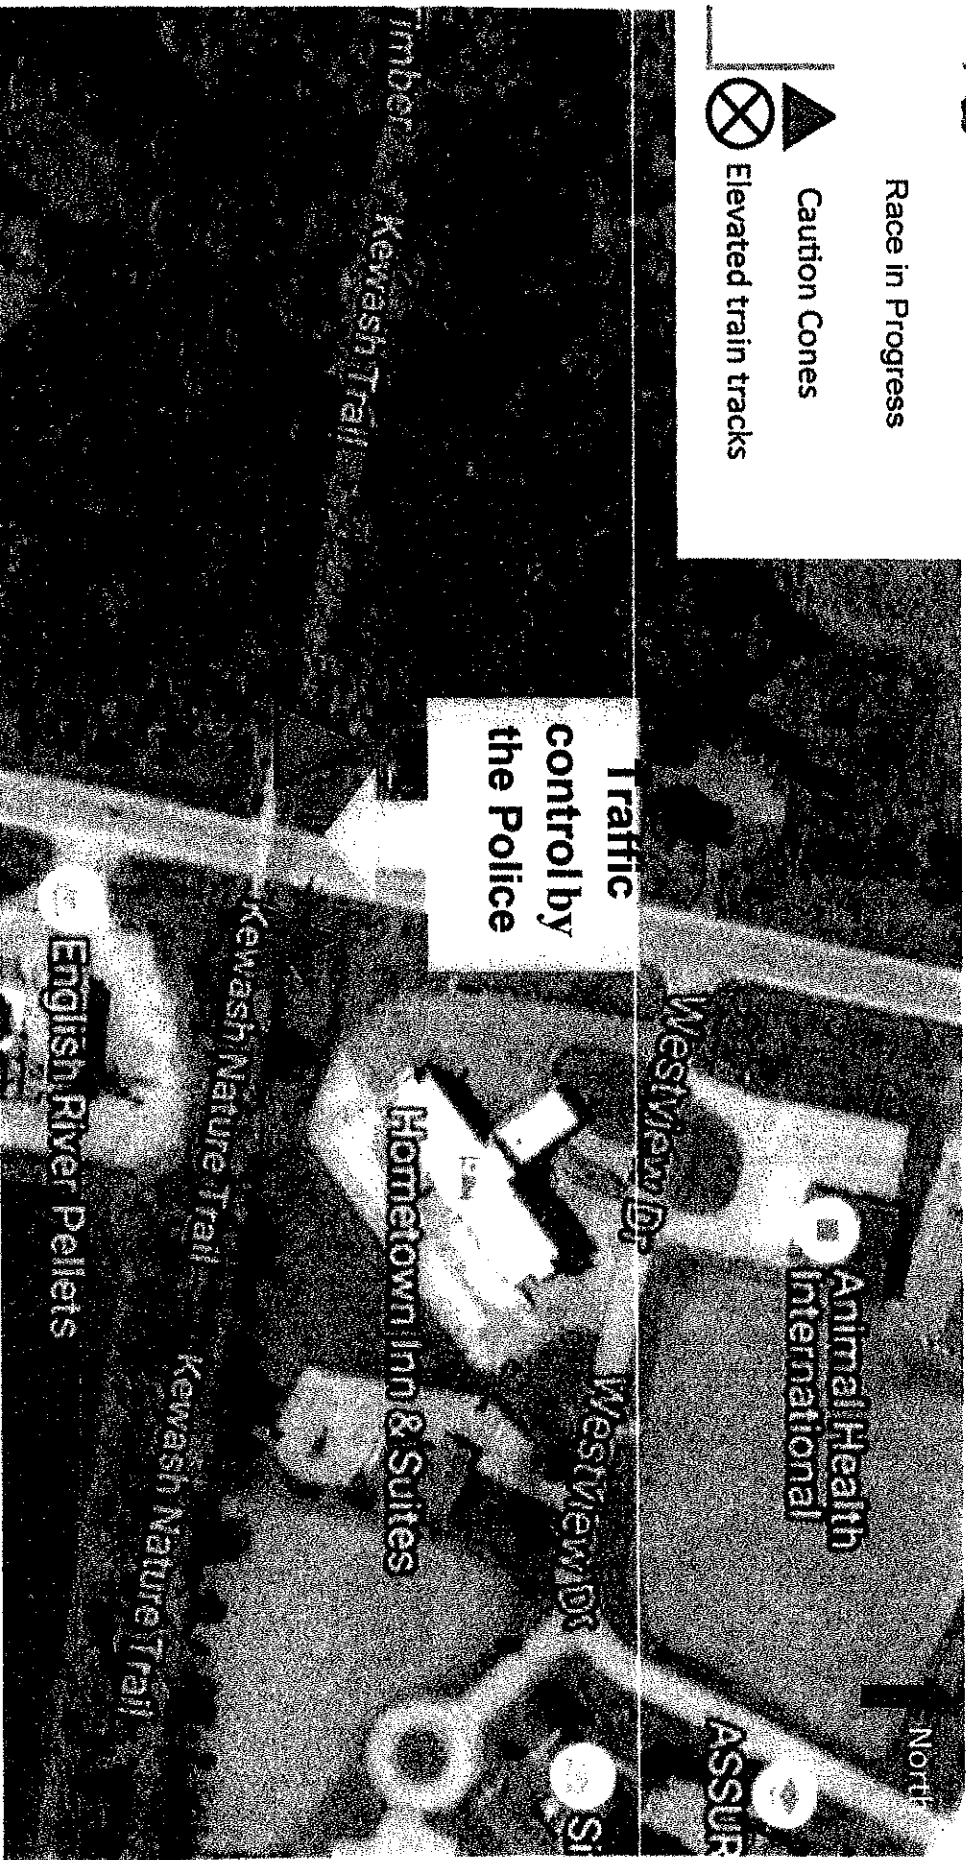 Race in Progress
Caution Cones
Elevated train tracks
North
Traffic
control by
the Police
Kewash Trail
Westview Dr
Animal Health
International
ASSUR
Westview Dr
Si
Hometown Inn & Suites
Kewash Nature Trail
Kewash Nature Trail
English River Pellets